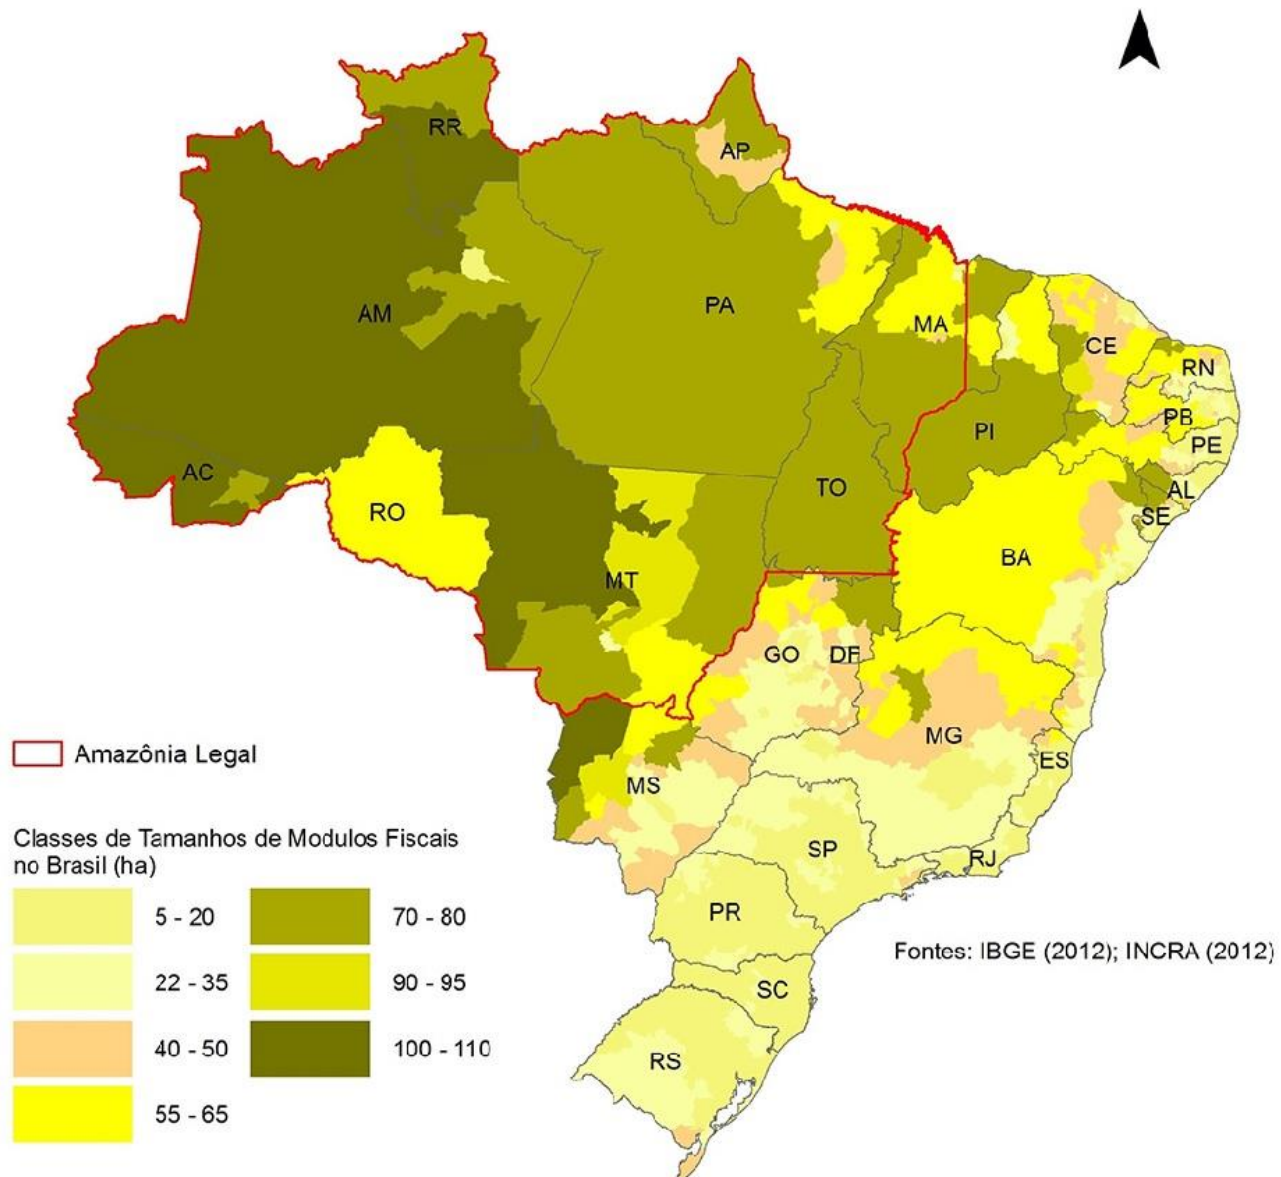 RR
AP
AM
PA
MA
CE
RN
PB
PE
PI
AC
TO
AL
SE
RO
BA
MT
GO
DF
MG
ES
MS
SP
RJ
PR
SC
RS
Amazônia Legal
Classes de Tamanhos de Modulos Fiscais
no Brasil (ha)
5 - 20
70 - 80
22 - 35
90 - 95
40 - 50
100 - 110
55 - 65
Fontes: IBGE (2012); INCRA (2012)